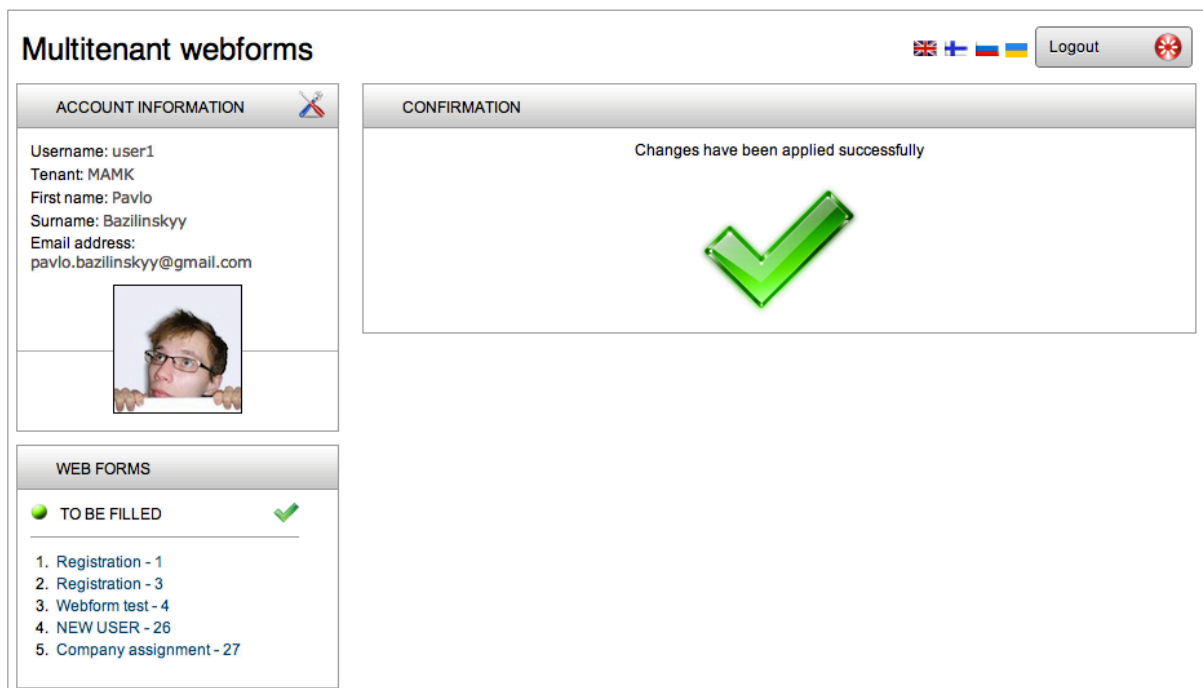 Multitenant webforms
Logout
ACCOUNT INFORMATION
Username: user1
Tenant: MAMK
First name: Pavlo
Surname: Bazilinskyy
Email address:
pavlo.bazilinskyy@gmail.com
WEB FORMS
TO BE FILLED
1. Registration - 1
2. Registration - 3
3. Webform test - 4
4. NEW USER - 26
5. Company assignment - 27
CONFIRMATION
Changes have been applied successfully